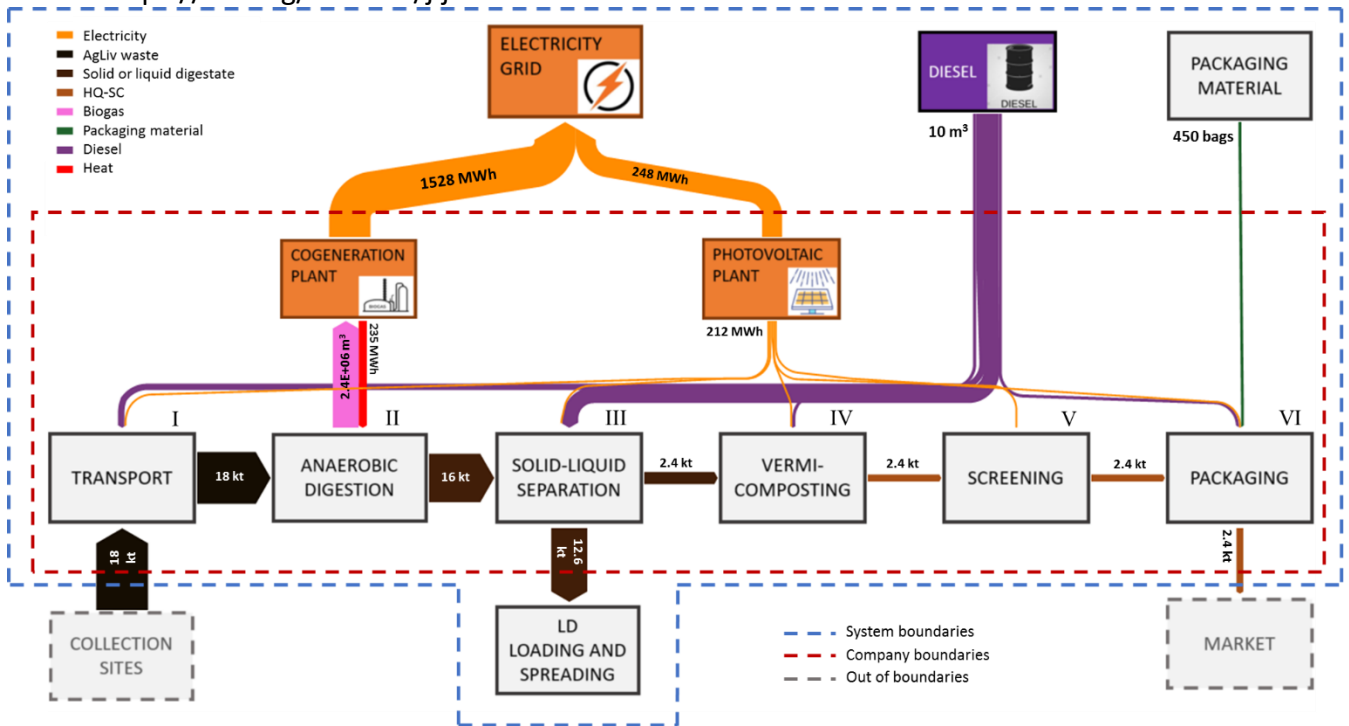 Electricity
AgLiv waste
Solid or liquid digestate
HQ-SC
Biogas
Packaging material
Diesel
Heat
ELECTRICITY
GRID
DIESEL
DIESEL
PACKAGING
MATERIAL
10 m³
450 bags
1528 MWh
248 MWh
COGENERATION
PLANT
BIOGAS
PHOTOVOLTAIC
PLANT
2.4E+06 m³
235 MWh
212 MWh
I
II
III
IV
V
VI
TRANSPORT
18 kt
ANAEROBIC
DIGESTION
16 kt
SOLID-LIQUID
SEPARATION
2.4 kt
VERMI-
COMPOSTING
2.4 kt
SCREENING
2.4 kt
PACKAGING
18
kt
12.6
kt
2.4 kt
COLLECTION
SITES
LD
LOADING AND
SPREADING
System boundaries
Company boundaries
Out of boundaries
MARKET